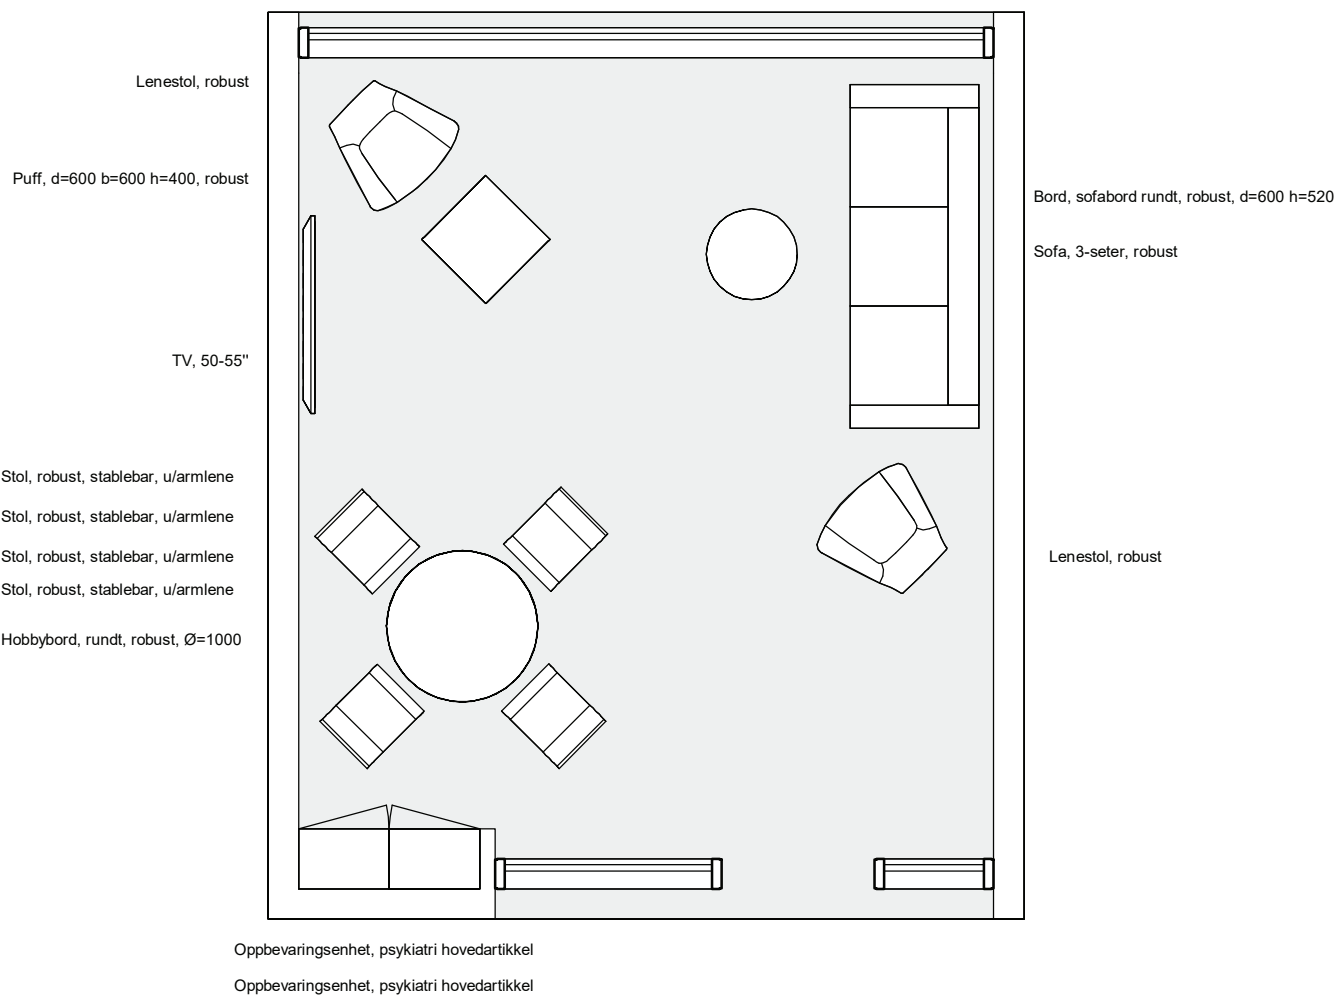 Lenestol, robust
Puff, d=600 b=600 h=400, robust
Bord, sofabord rundt, robust, d=600 h=520
Sofa, 3-seter, robust
TV, 50-55"
Stol, robust, stablebar, u/armlene
Stol, robust, stablebar, u/armlene
Stol, robust, stablebar, u/armlene
Lenestol, robust
Stol, robust, stablebar, u/armlene
Hobbybord, rundt, robust, Ø=1000
Oppbevaringsenhet, psykiatri hovedartikkel
Oppbevaringsenhet, psykiatri hovedartikkel